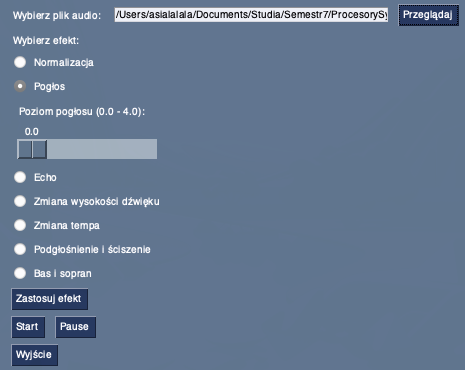 Wybierz plik audio: /Users/asialalala/Documents/Studia/Semestr7/ProcesorySy Przeglądaj
Wybierz efekt:
Normalizacja
Pogłos
Poziom pogłosu (0.0 - 4.0):
0.0
Echo
Zmiana wysokości dźwięku
Zmiana tempa
Podgłośnienie i ściszenie
Bas i sopran
Zastosuj efekt
Start Pause
Wyjście